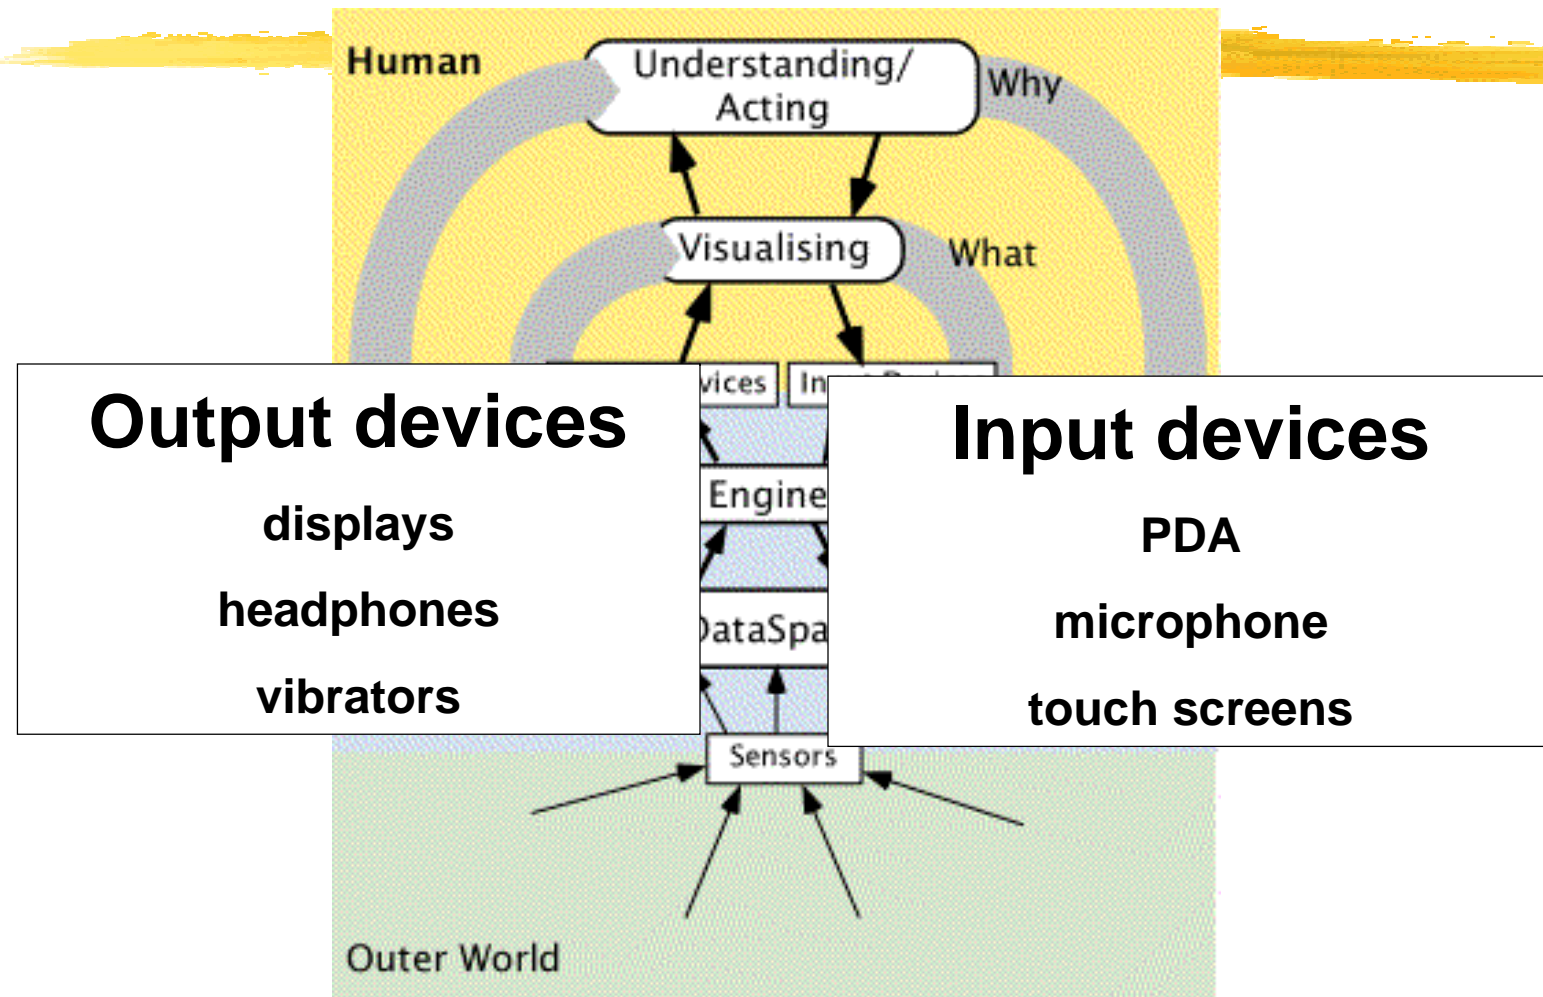 Human
Understanding/
Acting
Why
Visualising
What
Output devices
displays
headphones
vibrators
Input devices
PDA
microphone
touch screens
Engine
Sensors
Outer World